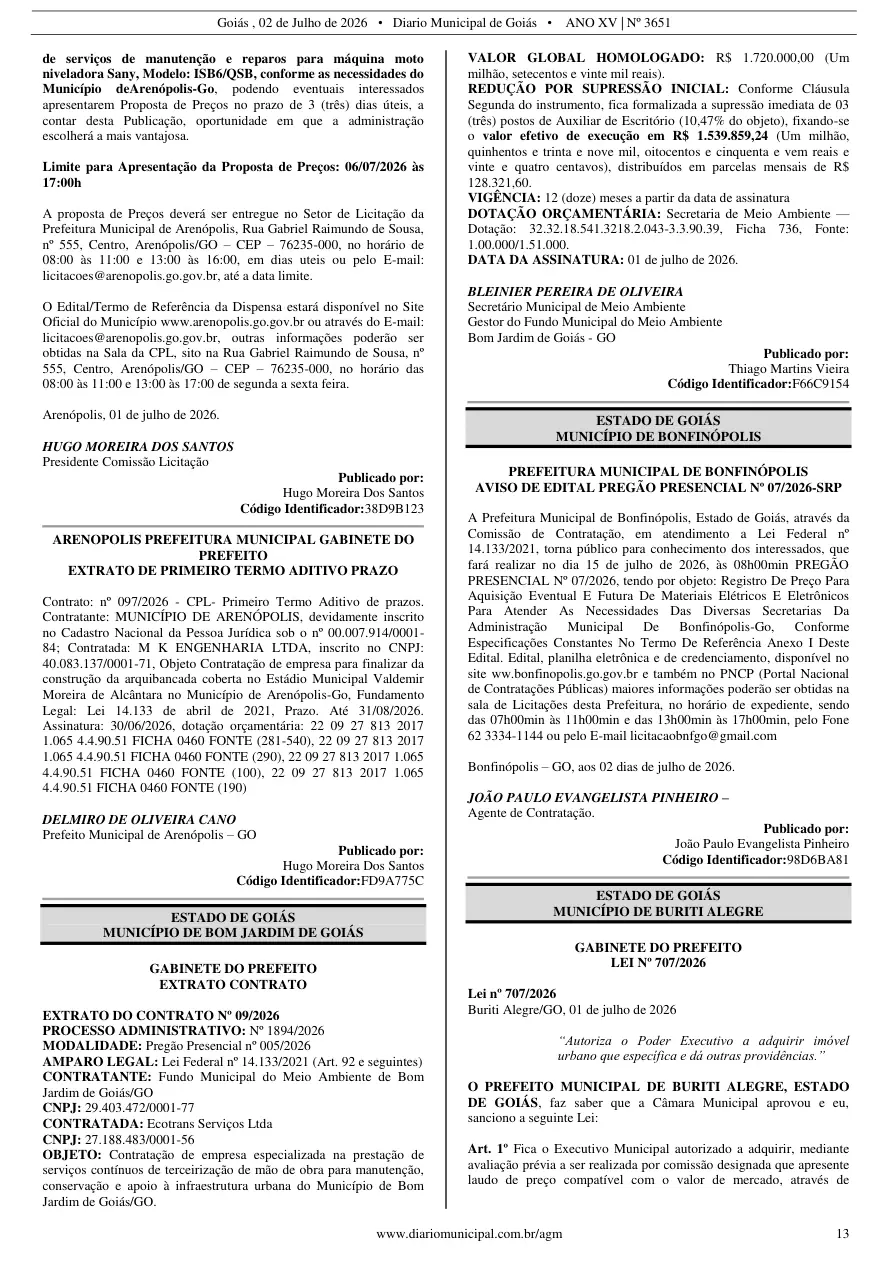 Goiás , 02 de Julho de 2026 • Diario Municipal de Goiás • ANO XV | Nº 3651
de serviços de manutenção e reparos para máquina moto
niveladora Sany, Modelo: ISB6/QSB, conforme as necessidades do
Município deArenópolis-Go, podendo eventuais interessados
apresentarem Proposta de Preços no prazo de 3 (três) dias úteis, a
contar desta Publicação, oportunidade em que a administração
escolherá a mais vantajosa.
Limite para Apresentação da Proposta de Preços: 06/07/2026 às
17:00h
A proposta de Preços deverá ser entregue no Setor de Licitação da
Prefeitura Municipal de Arenópolis, Rua Gabriel Raimundo de Sousa,
nº 555, Centro, Arenópolis/GO – CEP – 76235-000, no horário de
08:00 às 11:00 e 13:00 às 16:00, em dias uteis ou pelo E-mail:
licitacoes@arenopolis.go.gov.br, até a data limite.
O Edital/Termo de Referência da Dispensa estará disponível no Site
Oficial do Município www.arenopolis.go.gov.br ou através do E-mail:
licitacoes@arenopolis.go.gov.br, outras informações poderão ser
obtidas na Sala da CPL, sito na Rua Gabriel Raimundo de Sousa, nº
555, Centro, Arenópolis/GO – CEP – 76235-000, no horário das
08:00 às 11:00 e 13:00 às 17:00 de segunda a sexta feira.
Arenópolis, 01 de julho de 2026.
HUGO MOREIRA DOS SANTOS
Presidente Comissão Licitação
Publicado por:
Hugo Moreira Dos Santos
Código Identificador:38D9B123
ARENOPOLIS PREFEITURA MUNICIPAL GABINETE DO
PREFEITO
EXTRATO DE PRIMEIRO TERMO ADITIVO PRAZO
Contrato: nº 097/2026 - CPL- Primeiro Termo Aditivo de prazos.
Contratante: MUNICÍPIO DE ARENÓPOLIS, devidamente inscrito
no Cadastro Nacional da Pessoa Jurídica sob o nº 00.007.914/0001-
84; Contratada: M K ENGENHARIA LTDA, inscrito no CNPJ:
40.083.137/0001-71, Objeto Contratação de empresa para finalizar da
construção da arquibancada coberta no Estádio Municipal Valdemir
Moreira de Alcântara no Município de Arenópolis-Go, Fundamento
Legal: Lei 14.133 de abril de 2021, Prazo. Até 31/08/2026.
Assinatura: 30/06/2026, dotação orçamentária: 22 09 27 813 2017
1.065 4.4.90.51 FICHA 0460 FONTE (281-540), 22 09 27 813 2017
1.065 4.4.90.51 FICHA 0460 FONTE (290), 22 09 27 813 2017 1.065
4.4.90.51 FICHA 0460 FONTE (100), 22 09 27 813 2017 1.065
4.4.90.51 FICHA 0460 FONTE (190)
DELMIRO DE OLIVEIRA CANO
Prefeito Municipal de Arenópolis – GO
Publicado por:
Hugo Moreira Dos Santos
Código Identificador:FD9A775C
ESTADO DE GOIÁS
MUNICÍPIO DE BOM JARDIM DE GOIÁS
GABINETE DO PREFEITO
EXTRATO CONTRATO
EXTRATO DO CONTRATO Nº 09/2026
PROCESSO ADMINISTRATIVO: Nº 1894/2026
MODALIDADE: Pregão Presencial nº 005/2026
AMPARO LEGAL: Lei Federal nº 14.133/2021 (Art. 92 e seguintes)
CONTRATANTE: Fundo Municipal do Meio Ambiente de Bom
Jardim de Goiás/GO
CNPJ: 29.403.472/0001-77
CONTRATADA: Ecotrans Serviços Ltda
CNPJ: 27.188.483/0001-56
OBJETO: Contratação de empresa especializada na prestação de
serviços contínuos de terceirização de mão de obra para manutenção,
conservação e apoio à infraestrutura urbana do Município de Bom
Jardim de Goiás/GO.
VALOR GLOBAL HOMOLOGADO: R$ 1.720.000,00 (Um
milhão, setecentos e vinte mil reais).
REDUÇÃO POR SUPRESSÃO INICIAL: Conforme Cláusula
Segunda do instrumento, fica formalizada a supressão imediata de 03
(três) postos de Auxiliar de Escritório (10,47% do objeto), fixando-se
o valor efetivo de execução em R$ 1.539.859,24 (Um milhão,
quinhentos e trinta e nove mil, oitocentos e cinquenta e vem reais e
vinte e quatro centavos), distribuídos em parcelas mensais de R$
128.321,60.
VIGÊNCIA: 12 (doze) meses a partir da data de assinatura
DOTAÇÃO ORÇAMENTÁRIA: Secretaria de Meio Ambiente —
Dotação: 32.32.18.541.3218.2.043-3.3.90.39, Ficha 736, Fonte:
1.00.000/1.51.000.
DATA DA ASSINATURA: 01 de julho de 2026.
BLEINIER PEREIRA DE OLIVEIRA
Secretário Municipal de Meio Ambiente
Gestor do Fundo Municipal do Meio Ambiente
Bom Jardim de Goiás - GO
Publicado por:
Thiago Martins Vieira
Código Identificador:F66C9154
ESTADO DE GOIÁS
MUNICÍPIO DE BONFINÓPOLIS
PREFEITURA MUNICIPAL DE BONFINÓPOLIS
AVISO DE EDITAL PREGÃO PRESENCIAL Nº 07/2026-SRP
A Prefeitura Municipal de Bonfinópolis, Estado de Goiás, através da
Comissão de Contratação, em atendimento a Lei Federal nº
14.133/2021, torna público para conhecimento dos interessados, que
fará realizar no dia 15 de julho de 2026, às 08h00min PREGÃO
PRESENCIAL Nº 07/2026, tendo por objeto: Registro De Preço Para
Aquisição Eventual E Futura De Materiais Elétricos E Eletrônicos
Para Atender As Necessidades Das Diversas Secretarias Da
Administração Municipal De Bonfinópolis-Go, Conforme
Especificações Constantes No Termo De Referência Anexo I Deste
Edital. Edital, planilha eletrônica e de credenciamento, disponível no
site ww.bonfinopolis.go.gov.br e também no PNCP (Portal Nacional
de Contratações Públicas) maiores informações poderão ser obtidas na
sala de Licitações desta Prefeitura, no horário de expediente, sendo
das 07h00min às 11h00min e das 13h00min às 17h00min, pelo Fone
62 3334-1144 ou pelo E-mail licitacaobnfgo@gmail.com
Bonfinópolis – GO, aos 02 dias de julho de 2026.
JOÃO PAULO EVANGELISTA PINHEIRO –
Agente de Contratação.
Publicado por:
João Paulo Evangelista Pinheiro
Código Identificador:98D6BA81
ESTADO DE GOIÁS
MUNICÍPIO DE BURITI ALEGRE
GABINETE DO PREFEITO
LEI Nº 707/2026
Lei nº 707/2026
Buriti Alegre/GO, 01 de julho de 2026
“Autoriza o Poder Executivo a adquirir imóvel
urbano que especifica e dá outras providências.”
O PREFEITO MUNICIPAL DE BURITI ALEGRE, ESTADO
DE GOIÁS, faz saber que a Câmara Municipal aprovou e eu,
sanciono a seguinte Lei:
Art. 1º Fica o Executivo Municipal autorizado a adquirir, mediante
avaliação prévia a ser realizada por comissão designada que apresente
laudo de preço compatível com o valor de mercado, através de
www.diariomunicipal.com.br/agm 13